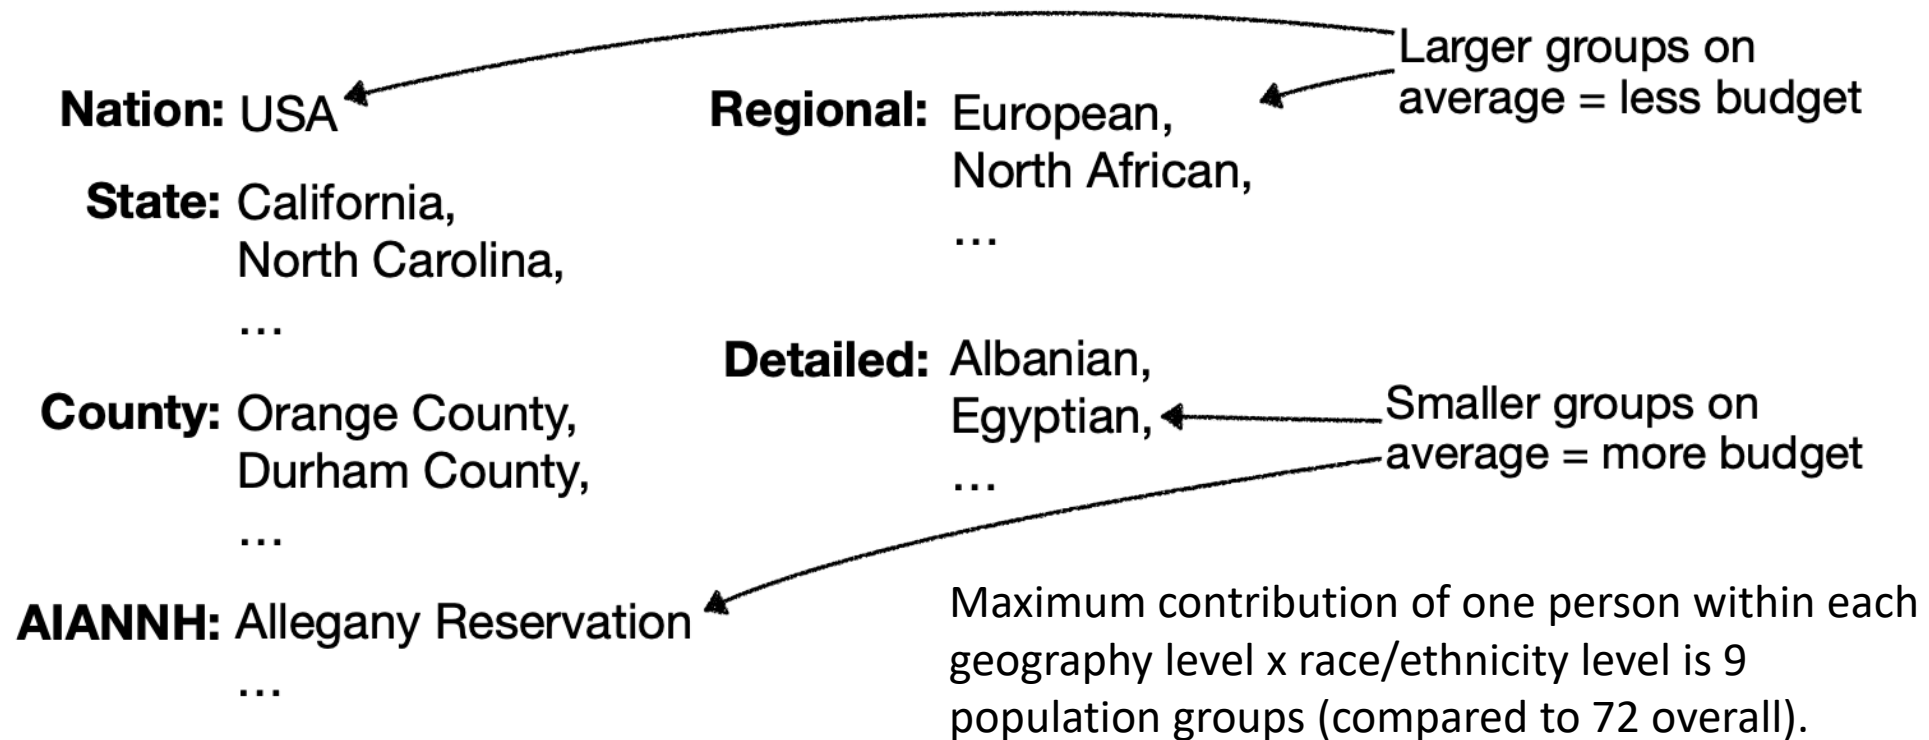 Nation: USA
State: California,
North Carolina,
...
County: Orange County,
Durham County,
...
AIANNH: Allegany Reservation
...
Regional: European,
North African,
...
Detailed: Albanian,
Egyptian,
...
Larger groups on
average = less budget
Smaller groups on
average = more budget
Maximum contribution of one person within each
geography level x race/ethnicity level is 9
population groups (compared to 72 overall).